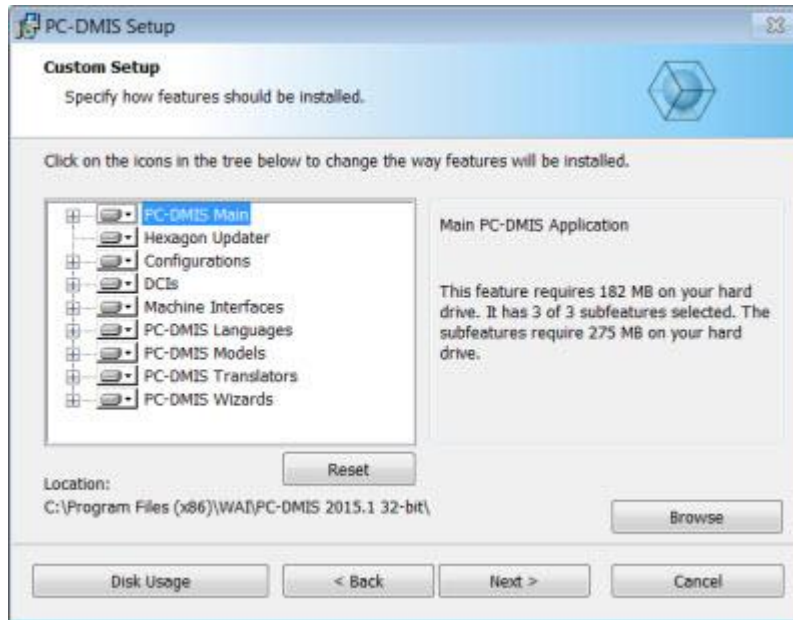 PC-DMIS Setup
Custom Setup
Specify how features should be installed.
Click on the icons in the tree below to change the way features will be installed.
PC-DMIS Main
Hexagon Updater
Configurations
DCIs
Machine Interfaces
PC-DMIS Languages
PC-DMIS Models
PC-DMIS Translators
PC-DMIS Wizards
Main PC-DMIS Application
This feature requires 182 MB on your hard
drive. It has 3 of 3 subfeatures selected. The
subfeatures require 275 MB on your hard
drive.
Reset
Location:
C:\Program Files (x86)\WAI\PC-DMIS 2015.1 32-bit\
Browse
Disk Usage
< Back
Next >
Cancel